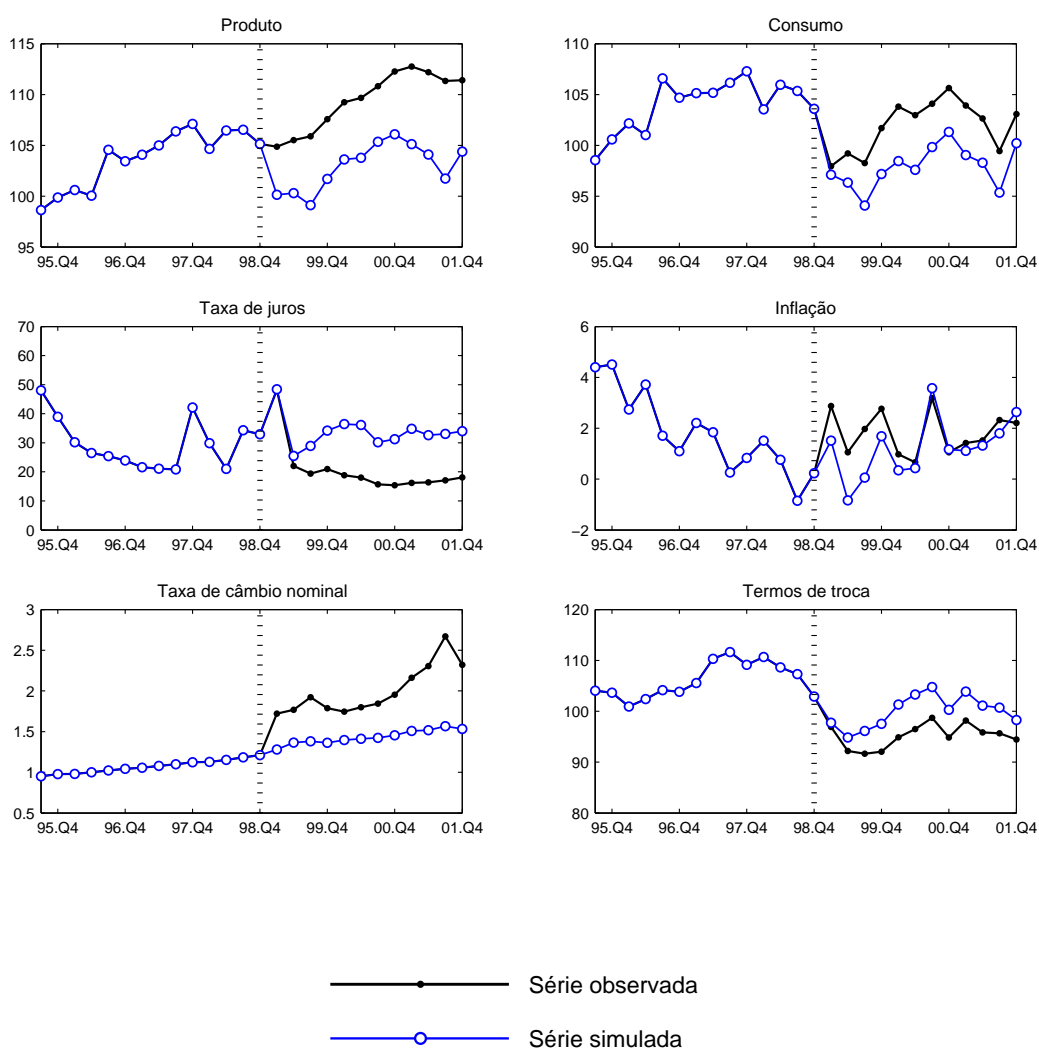 Produto
115
110
105
100
95
95.Q4 96.Q4 97.Q4 98.Q4 99.Q4 00.Q4 01.Q4
Consumo
110
105
100
95
90
95.Q4 96.Q4 97.Q4 98.Q4 99.Q4 00.Q4 01.Q4
Taxa de juros
70
60
50
40
30
20
10
0
95.Q4 96.Q4 97.Q4 98.Q4 99.Q4 00.Q4 01.Q4
Inflação
6
4
2
0
−2
95.Q4 96.Q4 97.Q4 98.Q4 99.Q4 00.Q4 01.Q4
Taxa de câmbio nominal
3
2.5
2
1.5
1
0.5
95.Q4 96.Q4 97.Q4 98.Q4 99.Q4 00.Q4 01.Q4
Termos de troca
120
110
100
90
80
95.Q4 96.Q4 97.Q4 98.Q4 99.Q4 00.Q4 01.Q4
Série observada
Série simulada